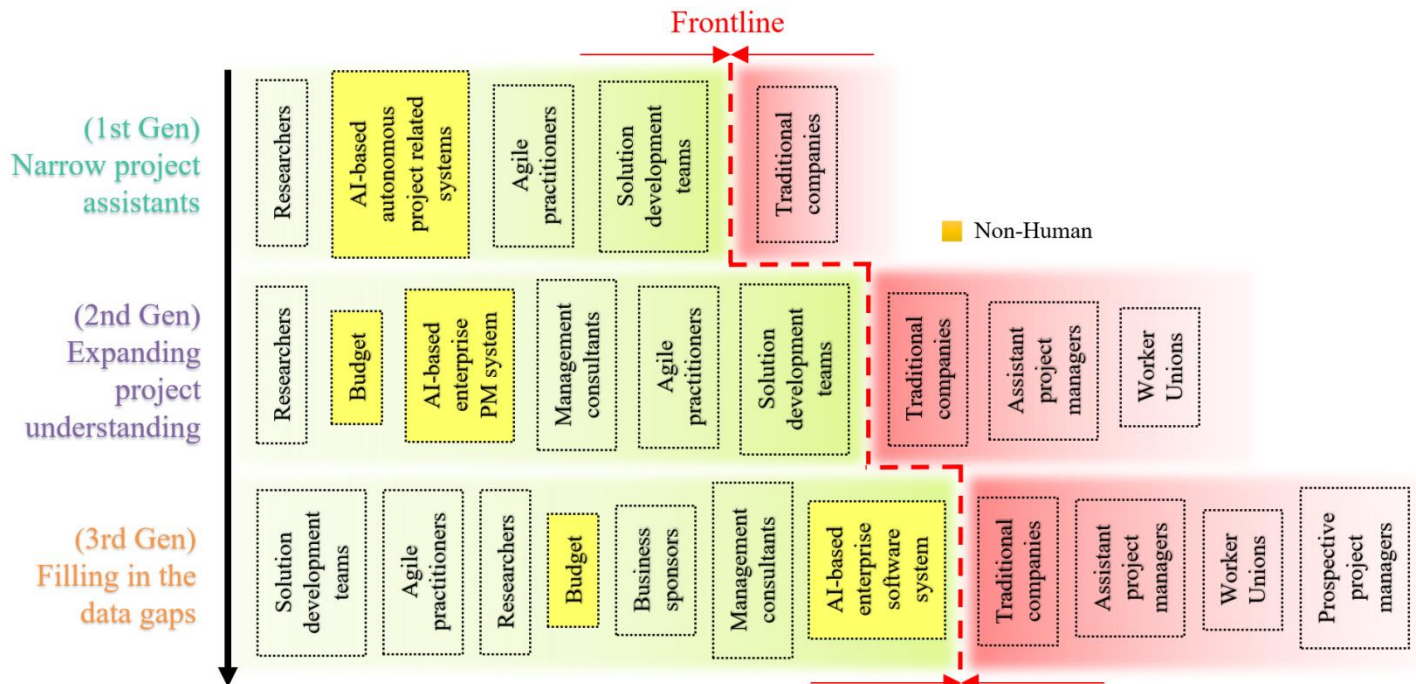 Frontline
(1st Gen)
Narrow project
assistants
Researchers
AI-based
autonomous
project related
systems
Agile
practitioners
Solution
development
teams
Traditional
companies
Non-Human
(2nd Gen)
Expanding
project
understanding
Researchers
Budget
AI-based
enterprise
PM system
Management
consultants
Agile
practitioners
Solution
development
teams
Traditional
companies
Assistant
project
managers
Worker
Unions
(3rd Gen)
Filling in the
data gaps
Solution
development
teams
Agile
practitioners
Researchers
Budget
Business
sponsors
Management
consultants
AI-based
enterprise
software
system
Traditional
companies
Assistant
project
managers
Worker
Unions
Prospective
project
managers